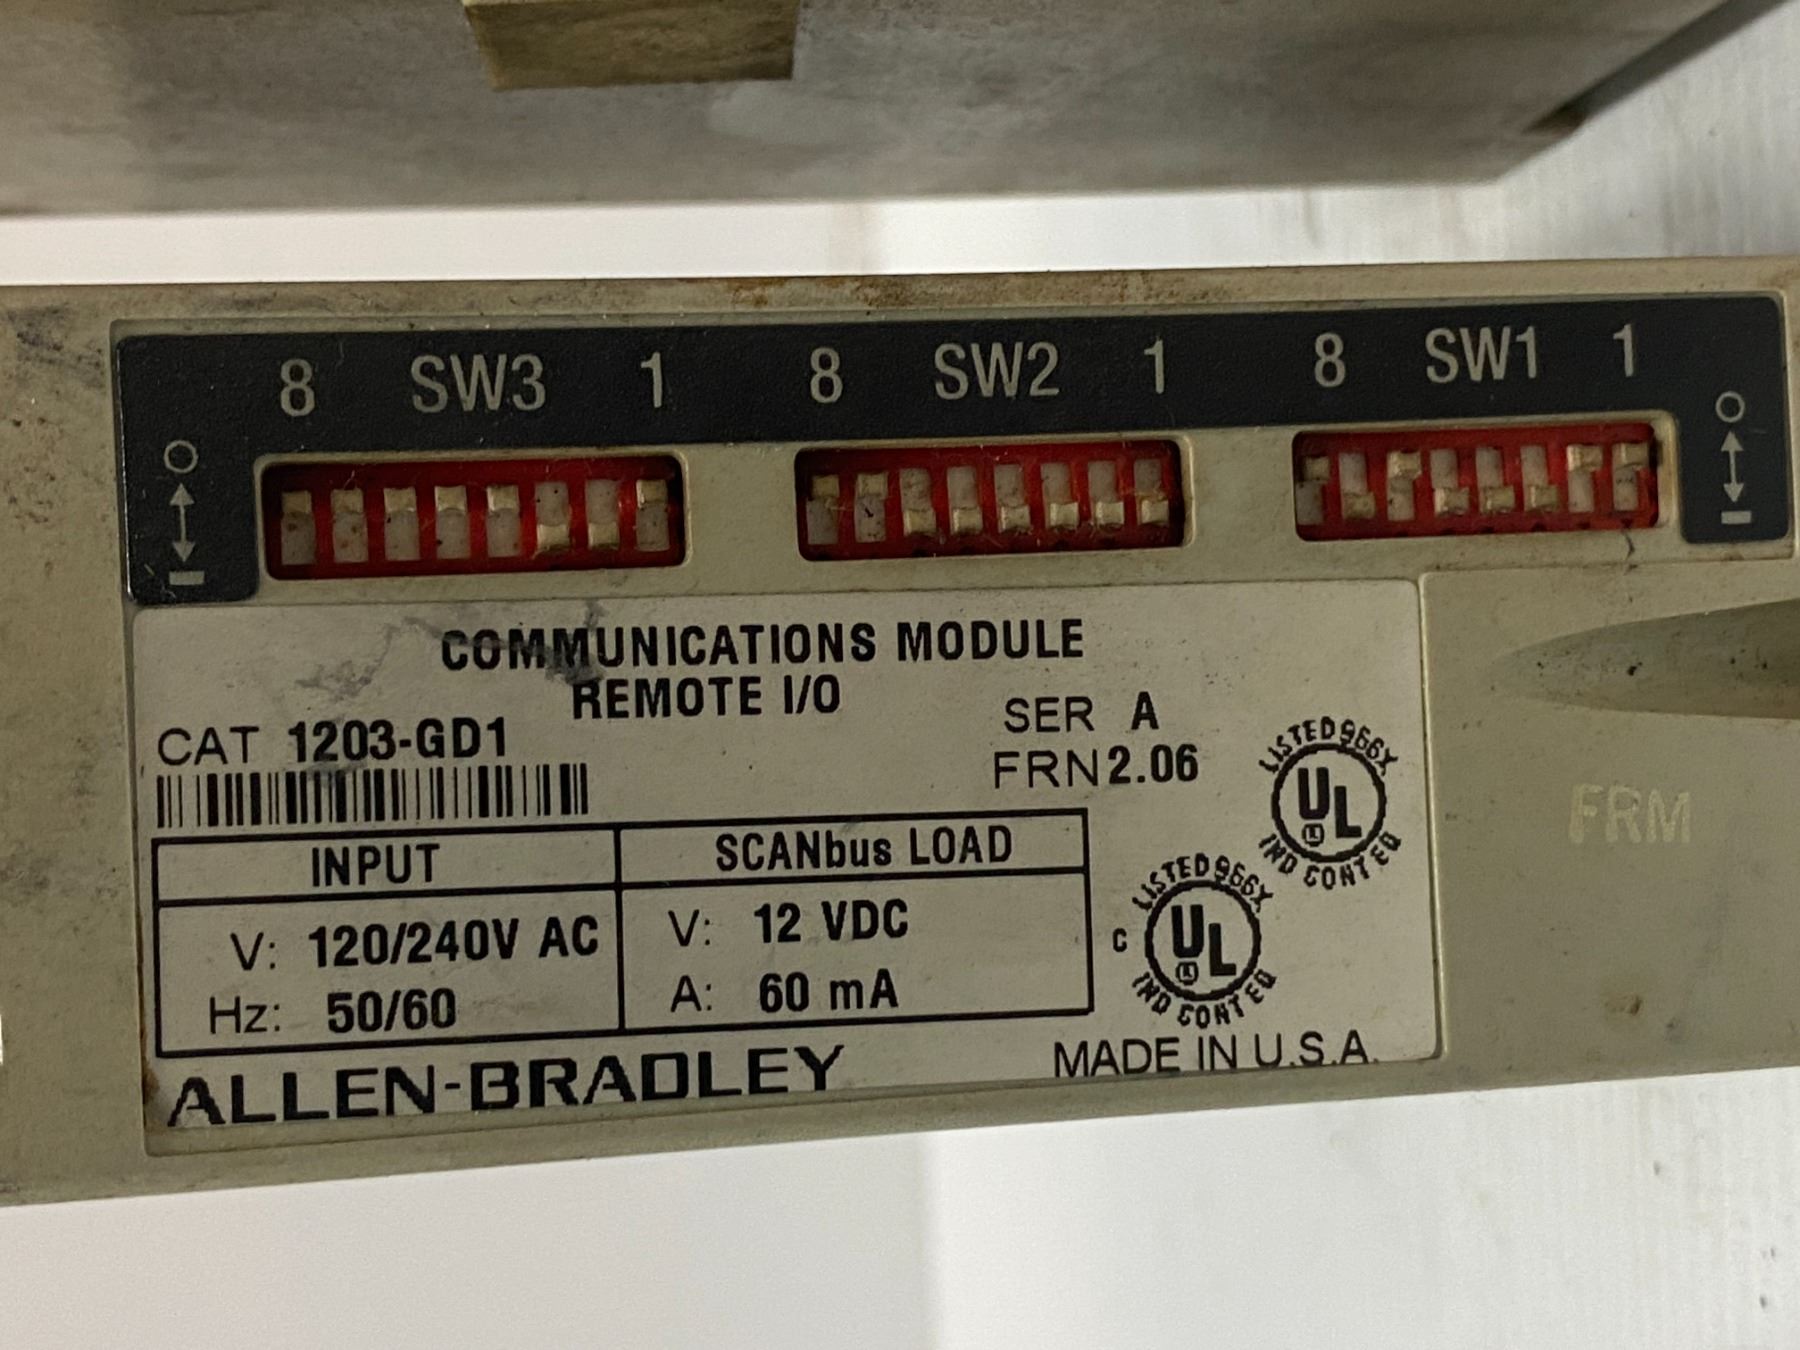 8 SW3 1 8 SW2 1 8 SW1 1
COMMUNICATIONS MODULE
REMOTE I/O
CAT 1203-GD1
SER A
FRN 2.06
INPUT
V: 120/240V AC
Hz: 50/60
SCANbus LOAD
V: 12 VDC
A: 60 mA
LISTED 966X
UL
IND CONT EQ
LISTED 966X
C UL
IND CONT EQ
FRM
ALLEN-BRADLEY
MADE IN U.S.A.